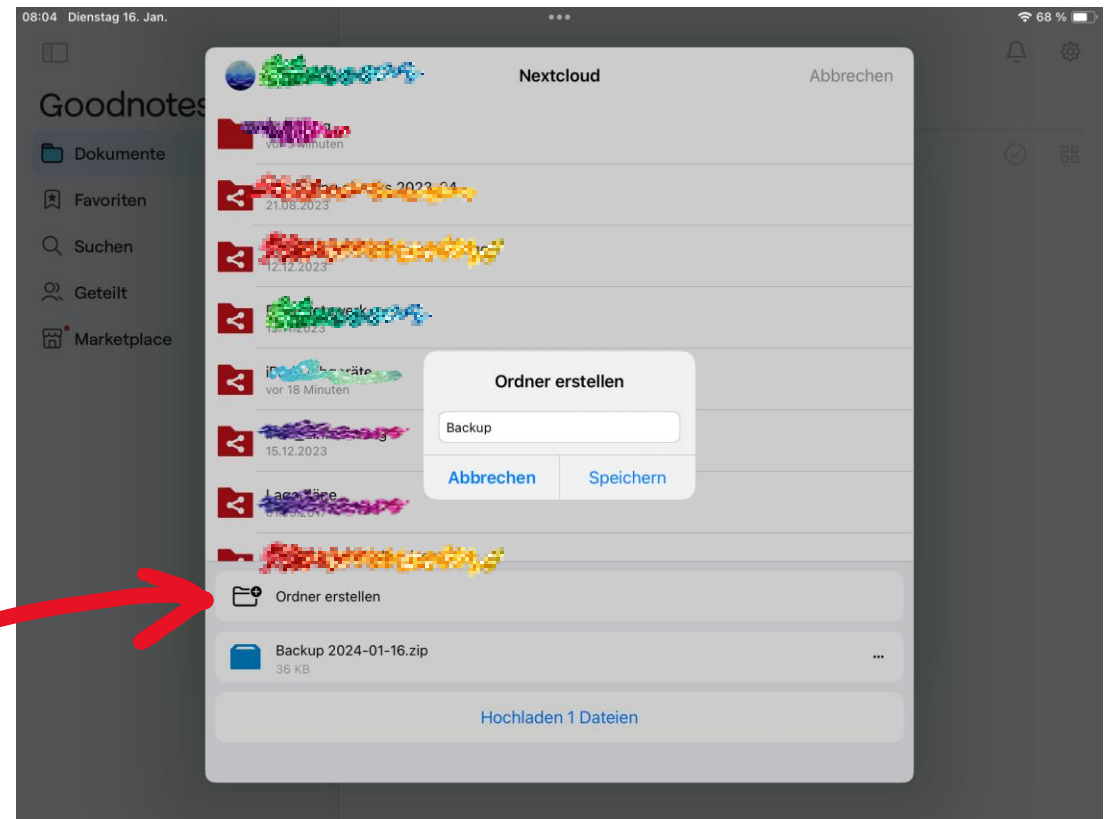 08:04 Dienstag 16. Jan.
68 %
Nextcloud
Abbrechen
Goodnotes
vor Minuten
Dokumente
21.08.2023
Favoriten
12.12.2023
Suchen
Geteilt
Marketplace
Ordner erstellen
vor 18 Minuten
Backup
15.12.2023
Abbrechen
Speichern
Ordner erstellen
Backup 2024-01-16.zip
36 KB
Hochladen 1 Dateien